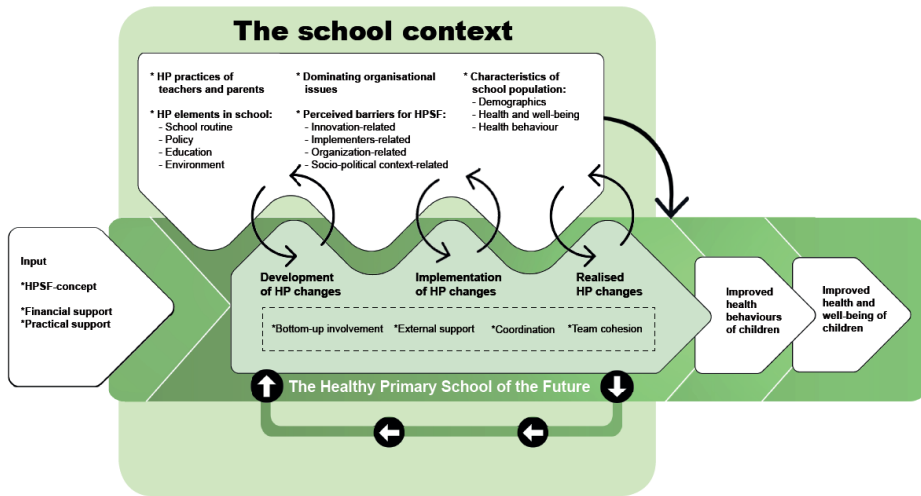 The school context
* HP practices of
teachers and parents
* HP elements in school:
- School routine
- Policy
- Education
- Environment
* Dominating organisational
issues
* Perceived barriers for HPSF:
- Innovation-related
- Implementers-related
- Organization-related
- Socio-political context-related
* Characteristics of
school population:
- Demographics
- Health and well-being
- Health behaviour
Input
*HPSF-concept
*Financial support
*Practical support
Development
of HP changes
Implementation
of HP changes
Realised
HP changes
*Bottom-up involvement
*External support
*Coordination
*Team cohesion
The Healthy Primary School of the Future
Improved
health
behaviours
of children
Improved
health and
well-being of
children